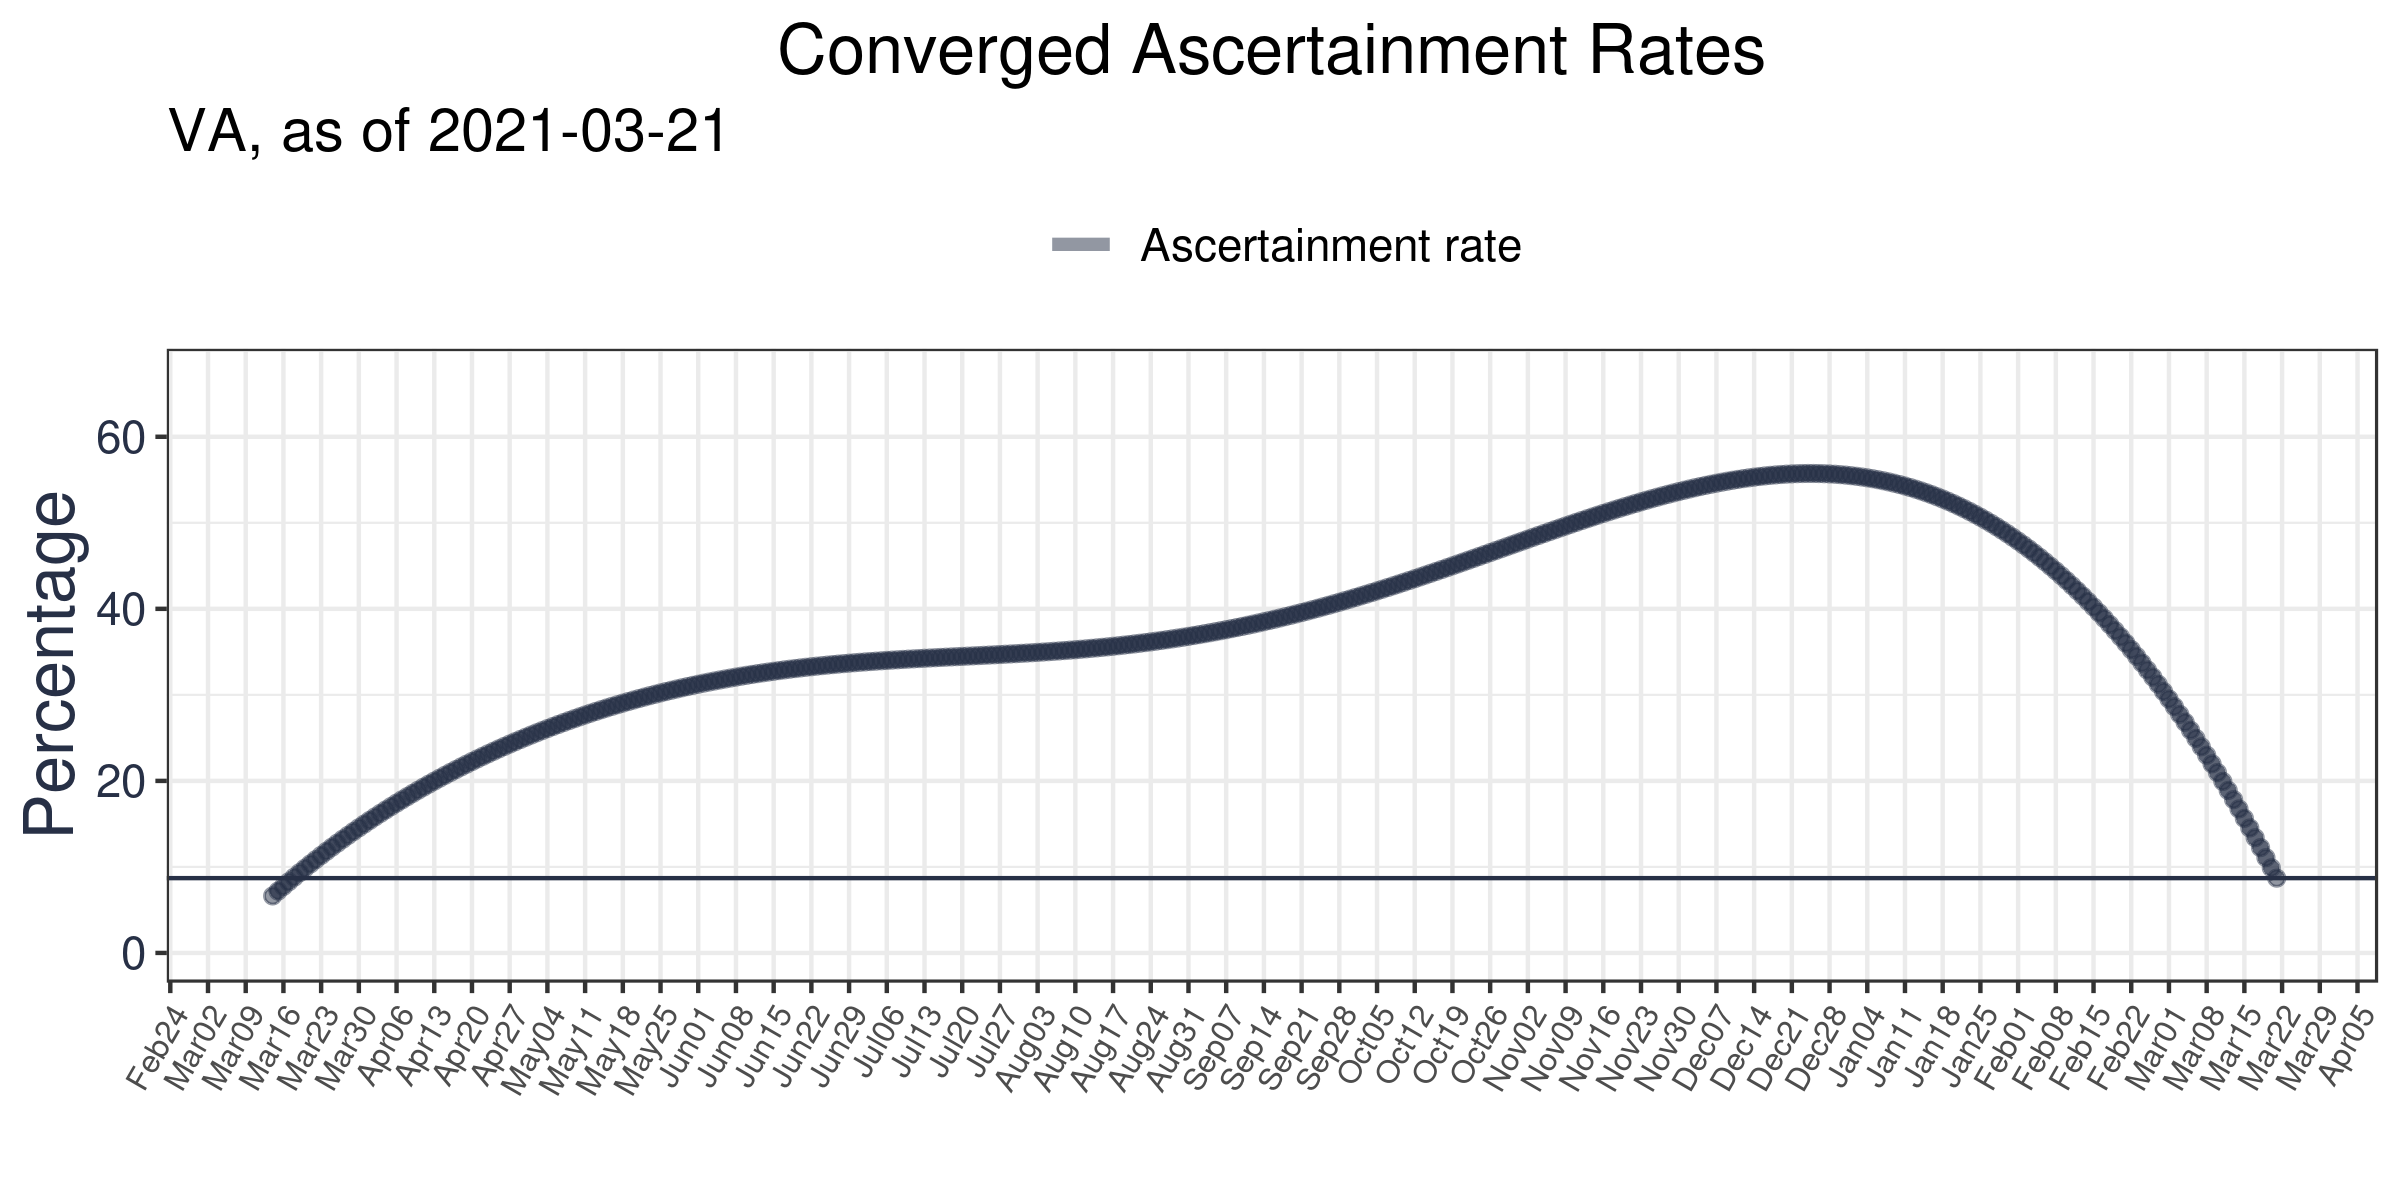 Converged Ascertainment Rates
VA, as of 2021-03-21
Ascertainment rate
Percentage
60
40
20
0
Feb24
Mar02
Mar09
Mar16
Mar23
Mar30
Apr06
Apr13
Apr20
Apr27
May04
May11
May18
May25
Jun01
Jun08
Jun15
Jun22
Jun29
Jul06
Jul13
Jul20
Jul27
Aug03
Aug10
Aug17
Aug24
Aug31
Sep07
Sep14
Sep21
Sep28
Oct05
Oct12
Oct19
Oct26
Nov02
Nov09
Nov16
Nov23
Nov30
Dec07
Dec14
Dec21
Dec28
Jan04
Jan11
Jan18
Jan25
Feb01
Feb08
Feb15
Feb22
Mar01
Mar08
Mar15
Mar22
Mar29
Apr05